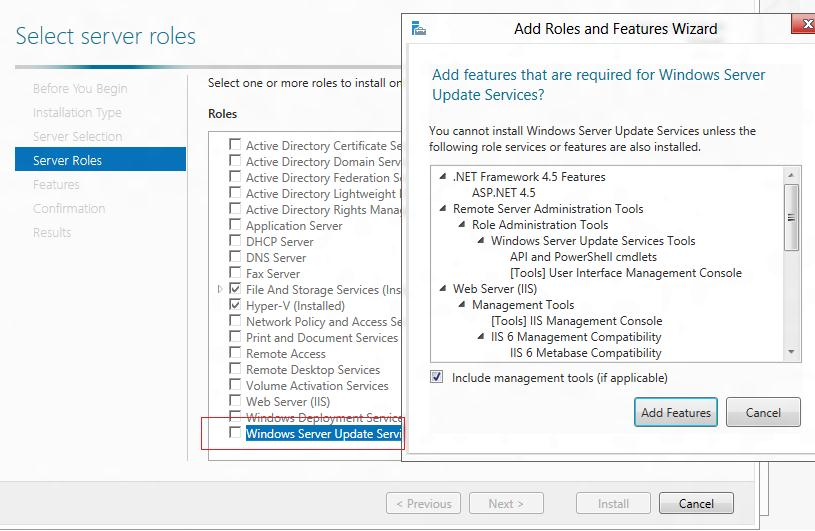 Select server roles
Before You Begin
Installation Type
Server Selection
Server Roles
Features
Confirmation
Results
Select one or more roles to install on
Roles
Active Directory Certificate Se
Active Directory Domain Serv
Active Directory Federation S
Active Directory Lightweight
Active Directory Rights Mana
Application Server
DHCP Server
DNS Server
Fax Server
File And Storage Services (Ins
Hyper-V (Installed)
Network Policy and Access Se
Print and Document Services
Remote Access
Remote Desktop Services
Volume Activation Services
Web Server (IIS)
Windows Deployment Service
Windows Server Update Servi
< Previous
Next >
Install
Cancel
Add Roles and Features Wizard
Add features that are required for Windows Server
Update Services?
You cannot install Windows Server Update Services unless the
following role services or features are also installed.
.NET Framework 4.5 Features
ASP.NET 4.5
Remote Server Administration Tools
Role Administration Tools
Windows Server Update Services Tools
API and PowerShell cmdlets
[Tools] User Interface Management Console
Web Server (IIS)
Management Tools
[Tools] IIS Management Console
IIS 6 Management Compatibility
IIS 6 Metabase Compatibility
Include management tools (if applicable)
Add Features
Cancel